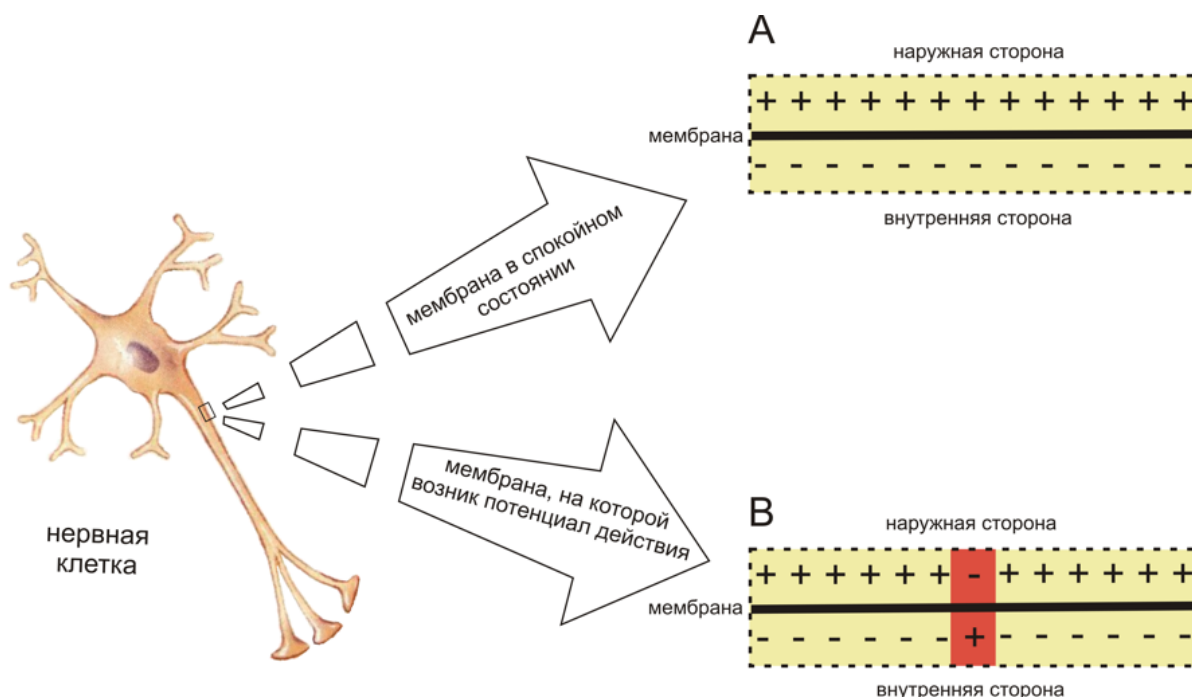 A
наружная сторона
+ + + + + + + + + + + + +
мембрана
- - - - - - - - - - - - -
внутренняя сторона
мембрана в спокойном
состоянии
нервная
клетка
мембрана, на которой
возник потенциал действия
B
наружная сторона
+ + + + + + - + + + + + +
мембрана
- - - - - - + - - - - - -
внутренняя сторона